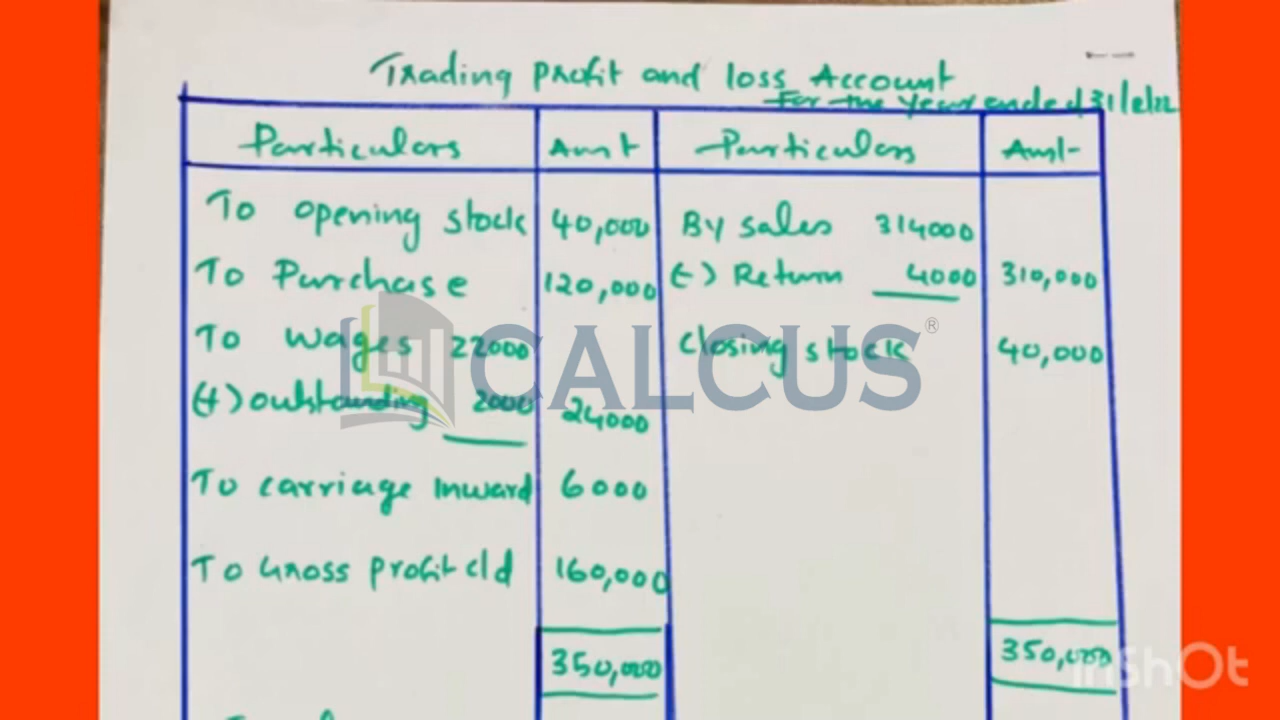 Trading profit and loss Account
For the year ended
Particulars Amt Particulars Amt
To opening stock 40,000 By sales 314000
To Purchase 120,000 (-) Return 4000 310,000
To wages 22000 closing stock 40,000
(+) outstanding 2000 24000
To carriage inward 6000
To Gross profit c/d 160,000
350,000 350,000
CALCUS®
InShOt